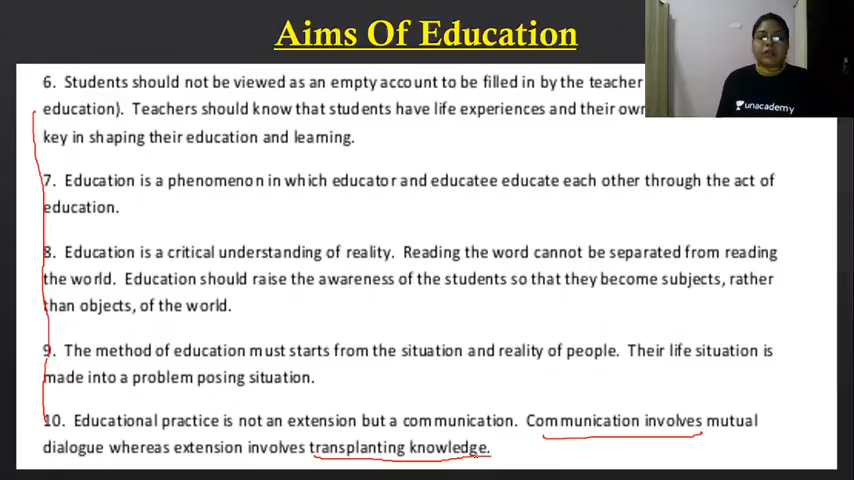 Aims Of Education
6. Students should not be viewed as an empty account to be filled in by the teacher
education). Teachers should know that students have life experiences and their own
key in shaping their education and learning.
7. Education is a phenomenon in which educator and educatee educate each other through the act of
education.
8. Education is a critical understanding of reality. Reading the word cannot be separated from reading
the world. Education should raise the awareness of the students so that they become subjects, rather
than objects, of the world.
9. The method of education must starts from the situation and reality of people. Their life situation is
made into a problem posing situation.
10. Educational practice is not an extension but a communication. Communication involves mutual
dialogue whereas extension involves transplanting knowledge.
unacademy